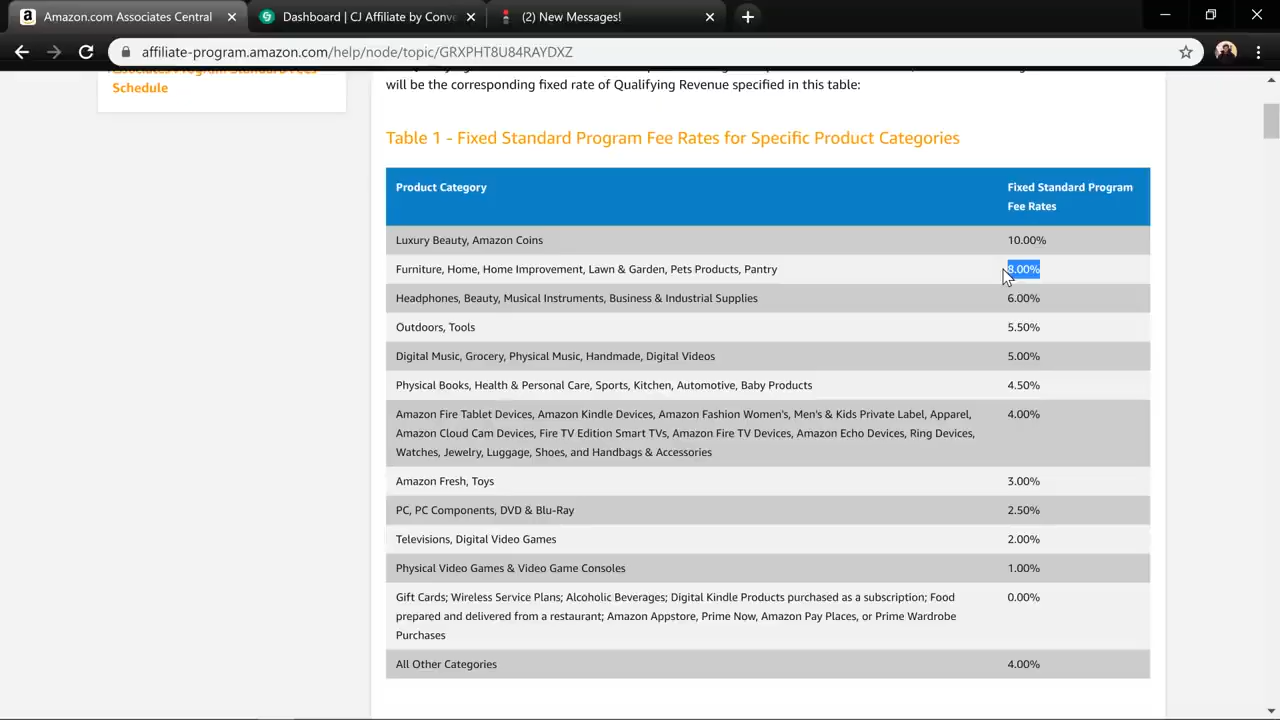 Amazon.com Associates Central
Dashboard | CJ Affiliate by Conve
(2) New Messages!
affiliate-program.amazon.com/help/node/topic/GRXPHT8U84RAYDXZ
Schedule
will be the corresponding fixed rate of Qualifying Revenue specified in this table:
Table 1 - Fixed Standard Program Fee Rates for Specific Product Categories
Product Category
Fixed Standard Program
Fee Rates
Luxury Beauty, Amazon Coins 10.00%
Furniture, Home, Home Improvement, Lawn & Garden, Pets Products, Pantry 8.00%
Headphones, Beauty, Musical Instruments, Business & Industrial Supplies 6.00%
Outdoors, Tools 5.50%
Digital Music, Grocery, Physical Music, Handmade, Digital Videos 5.00%
Physical Books, Health & Personal Care, Sports, Kitchen, Automotive, Baby Products 4.50%
Amazon Fire Tablet Devices, Amazon Kindle Devices, Amazon Fashion Women's, Men's & Kids Private Label, Apparel, 4.00%
Amazon Cloud Cam Devices, Fire TV Edition Smart TVs, Amazon Fire TV Devices, Amazon Echo Devices, Ring Devices,
Watches, Jewelry, Luggage, Shoes, and Handbags & Accessories
Amazon Fresh, Toys 3.00%
PC, PC Components, DVD & Blu-Ray 2.50%
Televisions, Digital Video Games 2.00%
Physical Video Games & Video Game Consoles 1.00%
Gift Cards; Wireless Service Plans; Alcoholic Beverages; Digital Kindle Products purchased as a subscription; Food 0.00%
prepared and delivered from a restaurant; Amazon Appstore, Prime Now, Amazon Pay Places, or Prime Wardrobe
Purchases
All Other Categories 4.00%